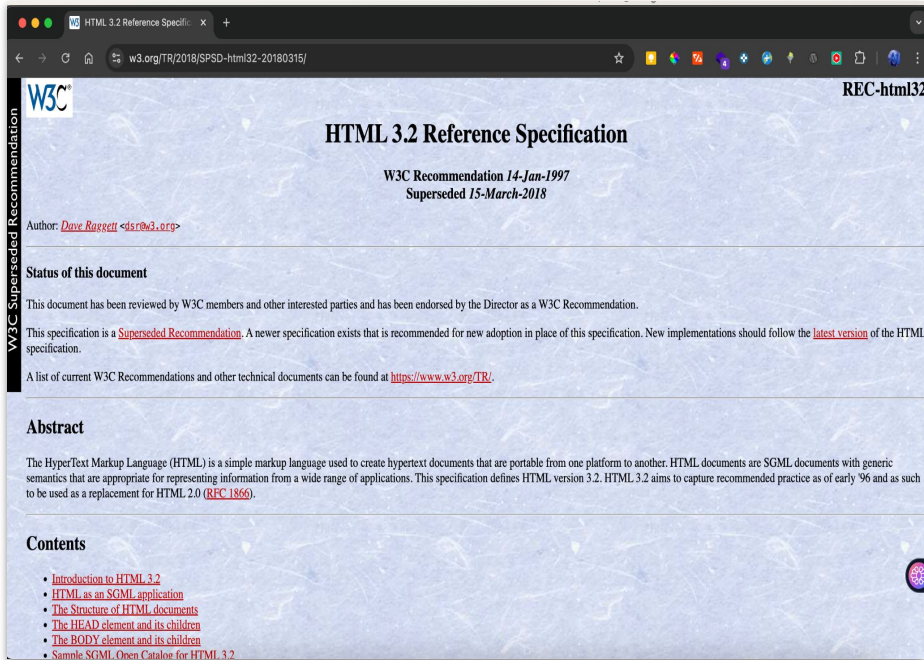 HTML 3.2 Reference Specific
w3.org/TR/2018/SPSD-html32-20180315/
4
W3C®
REC-html32
W3C Superseded Recommendation
HTML 3.2 Reference Specification
W3C Recommendation 14-Jan-1997
Superseded 15-March-2018
Author: Dave Raggett <dsr@w3.org>
Status of this document
This document has been reviewed by W3C members and other interested parties and has been endorsed by the Director as a W3C Recommendation.
This specification is a Superseded Recommendation. A newer specification exists that is recommended for new adoption in place of this specification. New implementations should follow the latest version of the HTML
specification.
A list of current W3C Recommendations and other technical documents can be found at https://www.w3.org/TR/.
Abstract
The HyperText Markup Language (HTML) is a simple markup language used to create hypertext documents that are portable from one platform to another. HTML documents are SGML documents with generic
semantics that are appropriate for representing information from a wide range of applications. This specification defines HTML version 3.2. HTML 3.2 aims to capture recommended practice as of early '96 and as such
to be used as a replacement for HTML 2.0 (RFC 1866).
Contents
• Introduction to HTML 3.2
• HTML as an SGML application
• The Structure of HTML documents
• The HEAD element and its children
• The BODY element and its children
• Sample SGML Open Catalog for HTML 3.2